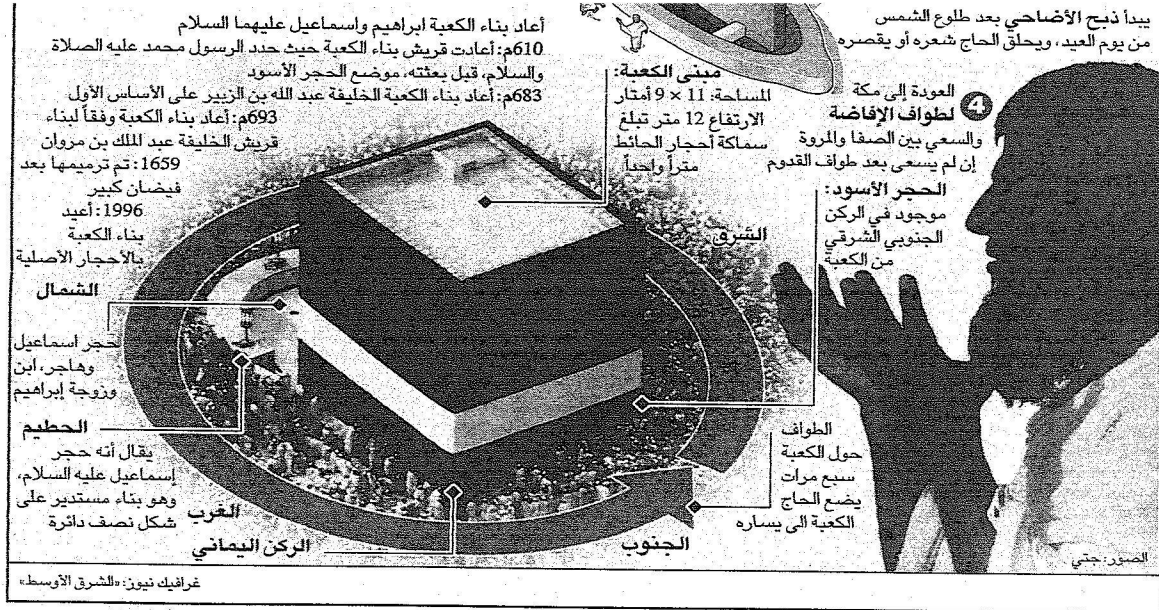 يبدأ ذبح الأضاحي بعد طلوع الشمس
من يوم العيد، ويحلق الحاج شعره أو يقصره
4 العودة إلى مكة
لطواف الإفاضة
والسعي بين الصفا والمروة
إن لم يسعى بعد طواف القدوم
الحجر الأسود:
موجود في الركن
الجنوبي الشرقي
من الكعبة
أعاد بناء الكعبة ابراهيم واسماعيل عليهما السلام
610م: أعادت قريش بناء الكعبة حيث حدد الرسول محمد عليه الصلاة
والسلام، قبل بعثته، موضع الحجر الأسود
683م: أعاد بناء الكعبة الخليفة عبد الله بن الزبير على الأساس الأول
693م: أعاد بناء الكعبة وفقاً لبناء
قريش الخليفة عبد الملك بن مروان
1659: تم ترميمها بعد
فيضان كبير
1996: أعيد
بناء الكعبة
بالأحجار الأصلية
مبنى الكعبة:
المساحة: 11 × 9 أمتار
الارتفاع 12 متر تبلغ
سماكة أحجار الحائط
متراً واحداً
الشرق
الشمال
حجر اسماعيل
وهاجر، ابن
وزوجة إبراهيم
الحطيم
يقال أنه حجر
إسماعيل عليه السلام،
وهو بناء مستدير على
شكل نصف دائرة
الغرب
الركن اليماني
الجنوب
الطواف
حول الكعبة
سبع مرات
يضع الحاج
الكعبة الى يساره
الصور: جتي
غرافيك نيوز: «الشرق الأوسط»